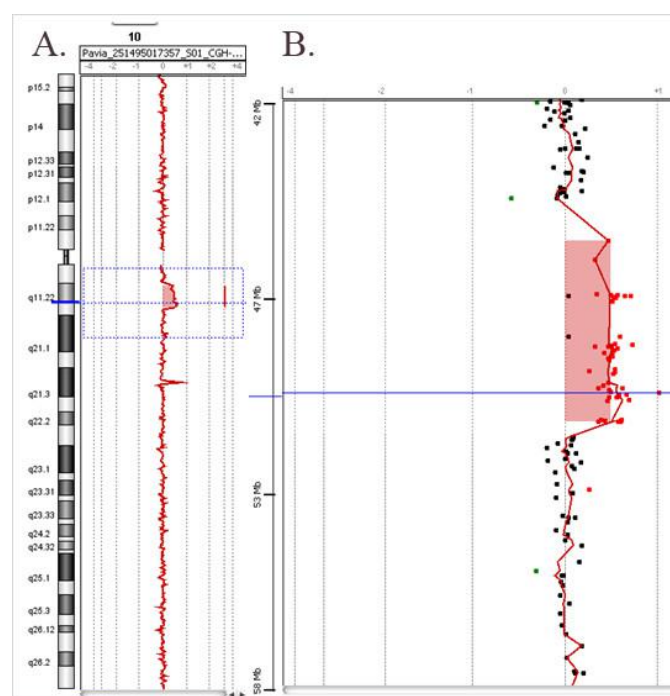 A.
B.
10
Pavia_251495017357_S01_CGH-...
-4 -3 -2 -1 0 +1 +2 +3 +4
p15.2
p14
p12.33
p12.31
p12.1
p11.22
q11.22
q21.1
q21.3
q22.2
q23.1
q23.31
q23.33
q24.2
q24.32
q25.1
q25.3
q26.12
q26.2
-4 -2 -1 0 +1
42 Mb
47 Mb
53 Mb
58 Mb